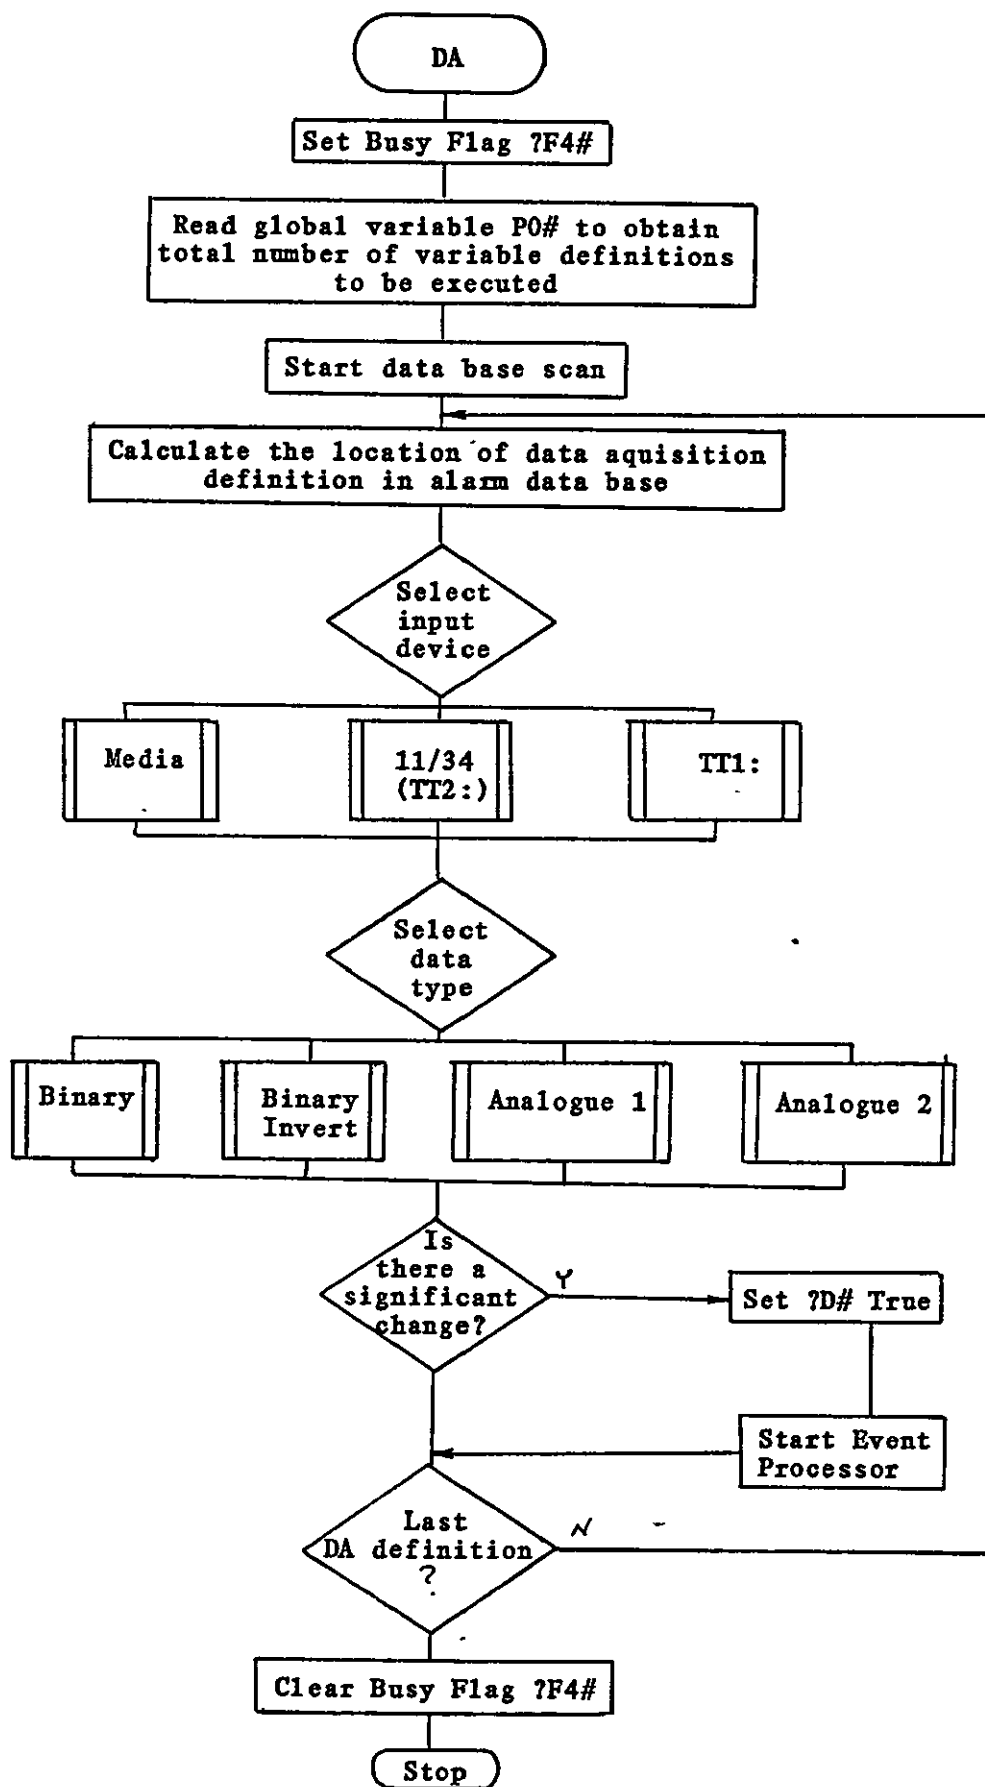 DA
Set Busy Flag ?F4#
Read global variable P0# to obtain
total number of variable definitions
to be executed
Start data base scan
Calculate the location of data aquisition
definition in alarm data base
Select
input
device
Media
11/34
(TT2:)
TT1:
Select
data
type
Binary
Binary
Invert
Analogue 1
Analogue 2
Is
there a
significant
change?
Y
Set ?D# True
Start Event
Processor
Last
DA definition
?
N
Clear Busy Flag ?F4#
Stop